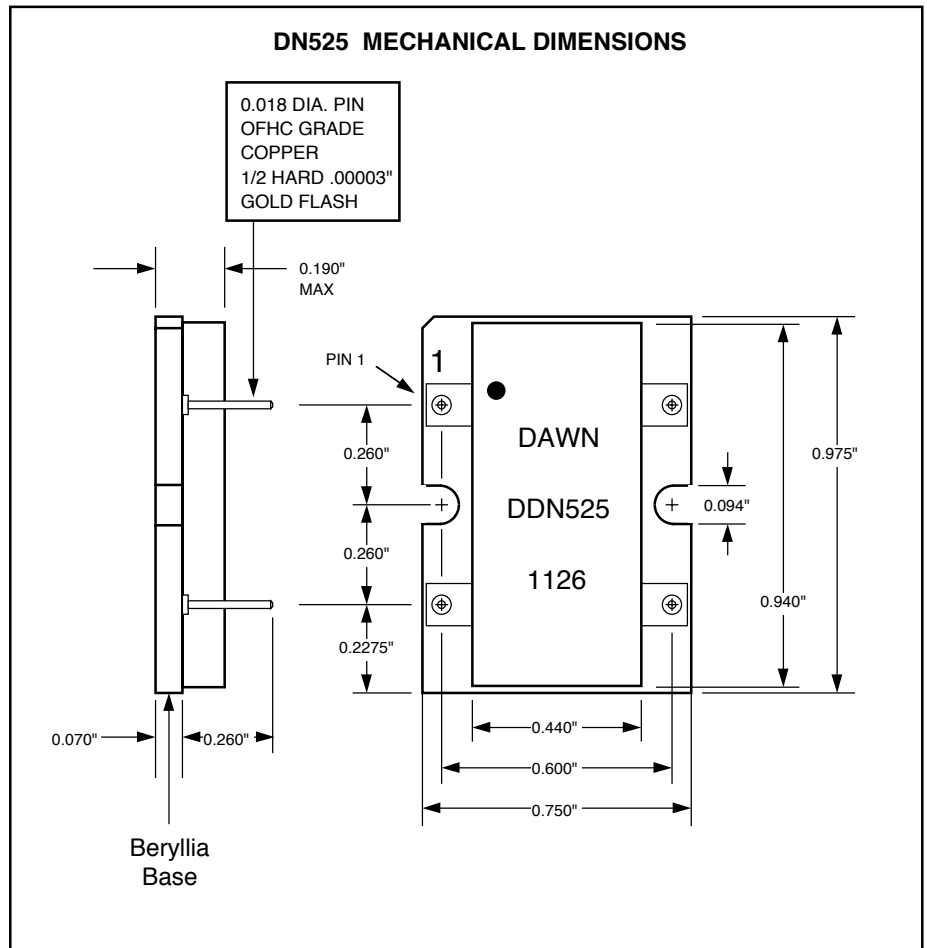 DN525 MECHANICAL DIMENSIONS
0.018 DIA. PIN
OFHC GRADE
COPPER
1/2 HARD .00003"
GOLD FLASH
0.190"
MAX
PIN 1
1
0.260"
DAWN
0.975"
DDN525
0.094"
0.260"
1126
0.940"
0.2275"
0.070"
0.260"
0.440"
0.600"
0.750"
Beryllia
Base